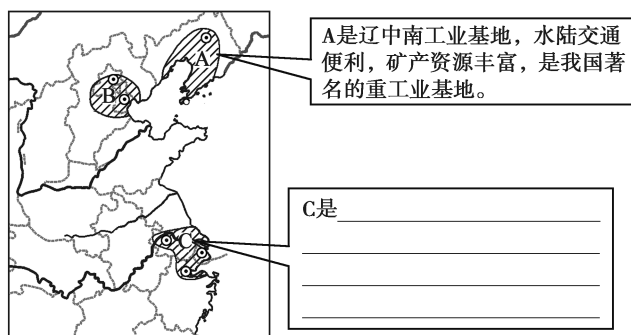 A是辽中南工业基地，水陆交通
便利，矿产资源丰富，是我国著
名的重工业基地。
A
B
C是